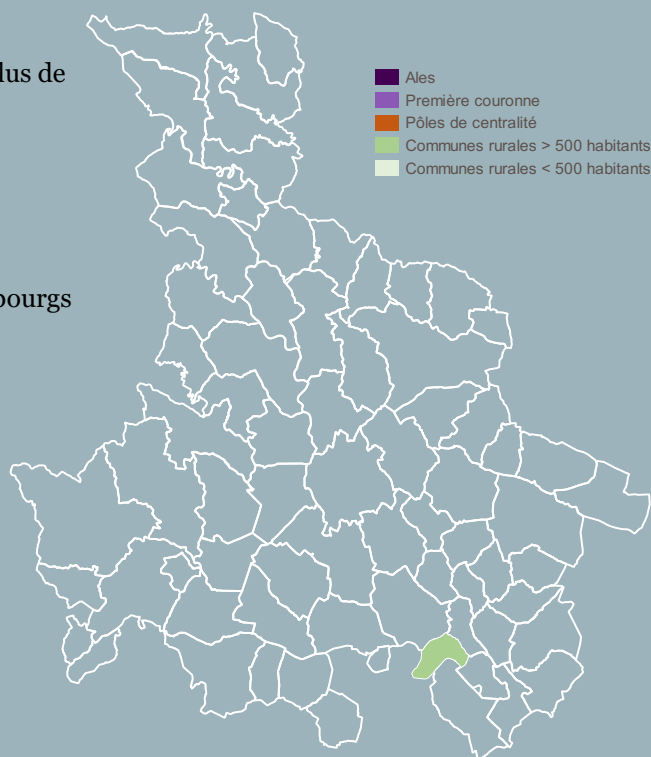 lus de
Ales
Première couronne
Pôles de centralité
Communes rurales > 500 habitants
Communes rurales < 500 habitants
bourgs